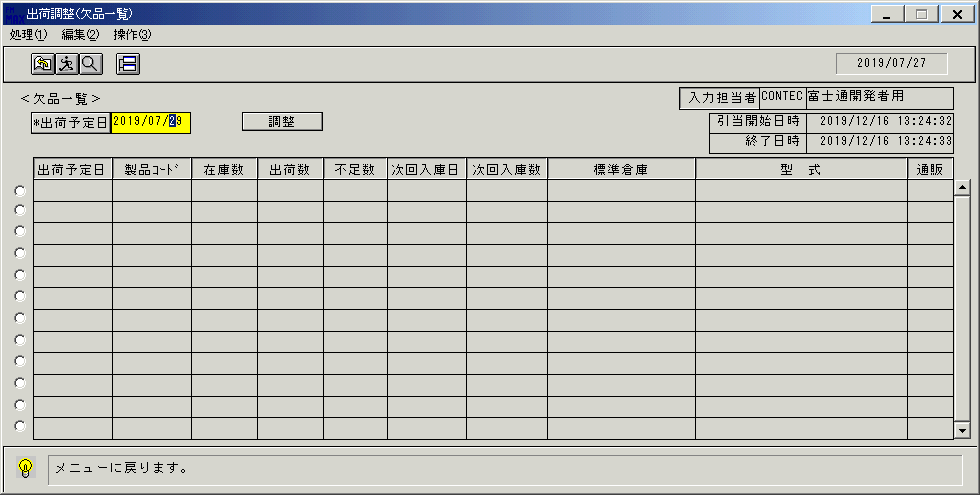 出荷調整(欠品一覧)
処理(1) 編集(2) 操作(3)
2019/07/27
<欠品一覧>
入力担当者 CONTEC 富士通開発者用
*出荷予定日 2019/07/29 調整
引当開始日時 2019/12/16 13:24:32
終了日時 2019/12/16 13:24:33
出荷予定日 製品コード 在庫数 出荷数 不足数 次回入庫日 次回入庫数 標準倉庫 型 式 通販
メニューに戻ります。